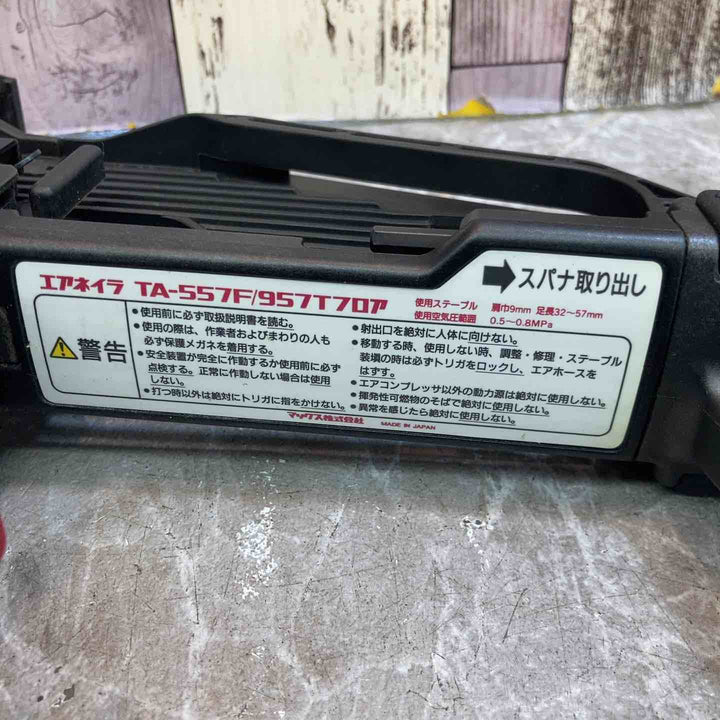 ➡スパナ取り出し
エアネイラ TA-557F/957Tフロア
使用ステープル 肩巾9mm 足長32～57mm
使用空気圧範囲 0.5～0.8MPa
警告
●使用前に必ず取扱説明書を読む。
●使用の際は、作業者およびまわりの人も
必ず保護メガネを着用する。
●安全装置が完全に作動するか使用前に必ず
点検する。正常に作動しない場合は使用
しない。
●打つ時以外は絶対にトリガに指をかけない。
●射出口を絶対に人体に向けない。
●移動する時、使用しない時、調整・修理・ステープル
装塡の時は必ずトリガをロックし、エアホースを
はずす。
●エアコンプレッサ以外の動力源は絶対に使用しない。
●揮発性可燃物のそばで絶対に使用しない。
●異常を感じたら絶対に使用しない。
マックス株式会社 MADE IN JAPAN